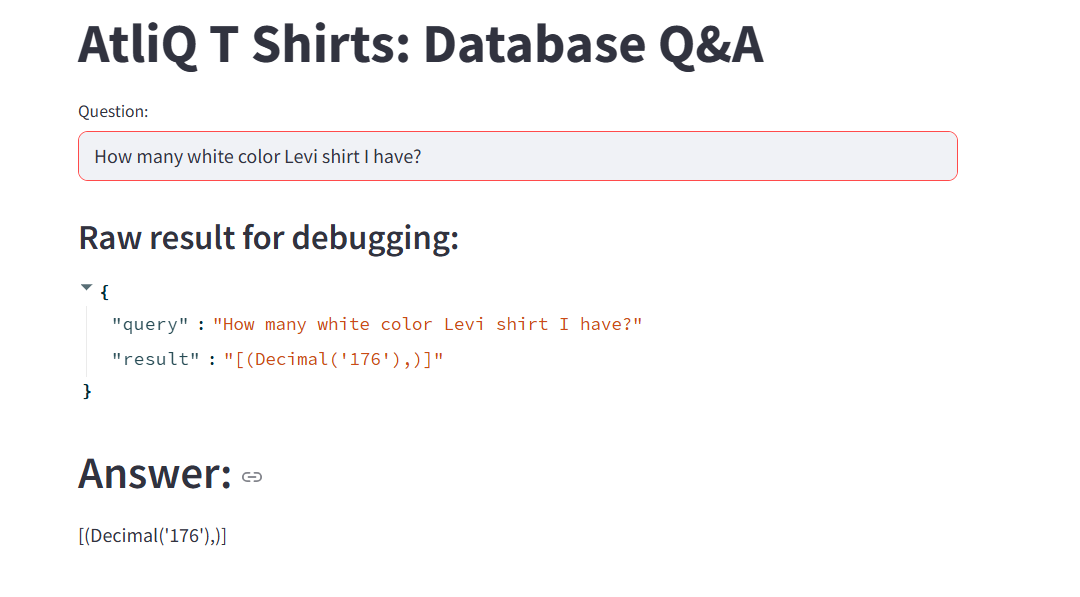 AtliQ T Shirts: Database Q&A
Question:
How many white color Levi shirt I have?
Raw result for debugging:
{
"query" : "How many white color Levi shirt I have?"
"result" : "[(Decimal('176'),)]"
}
Answer:
[(Decimal('176'),)]